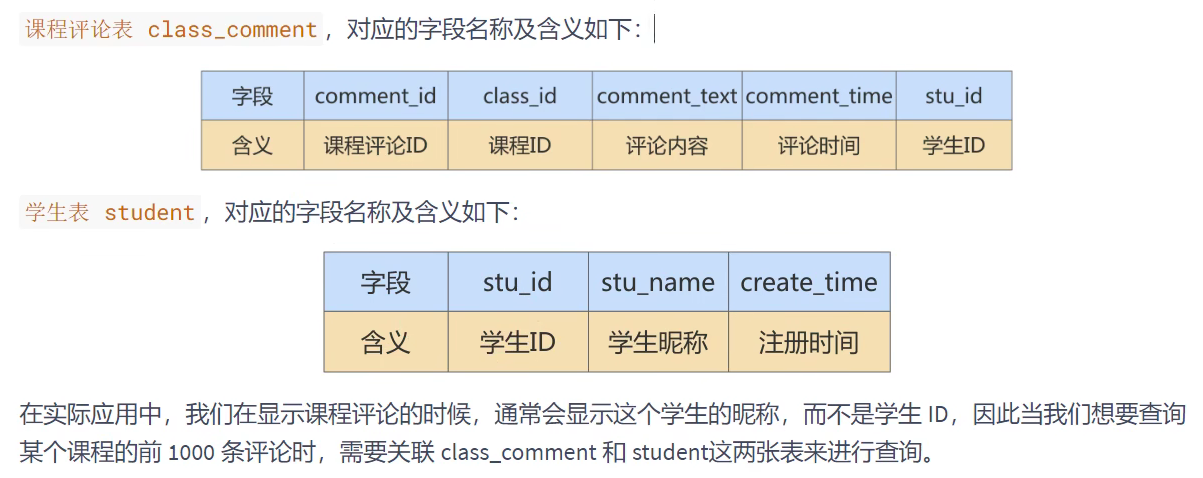 课程评论表 class_comment，对应的字段名称及含义如下：
字段 comment_id class_id comment_text comment_time stu_id
含义 课程评论ID 课程ID 评论内容 评论时间 学生ID
学生表 student，对应的字段名称及含义如下：
字段 stu_id stu_name create_time
含义 学生ID 学生昵称 注册时间
在实际应用中，我们在显示课程评论的时候，通常会显示这个学生的昵称，而不是学生 ID，因此当我们想要查询
某个课程的前 1000 条评论时，需要关联 class_comment 和 student这两张表来进行查询。